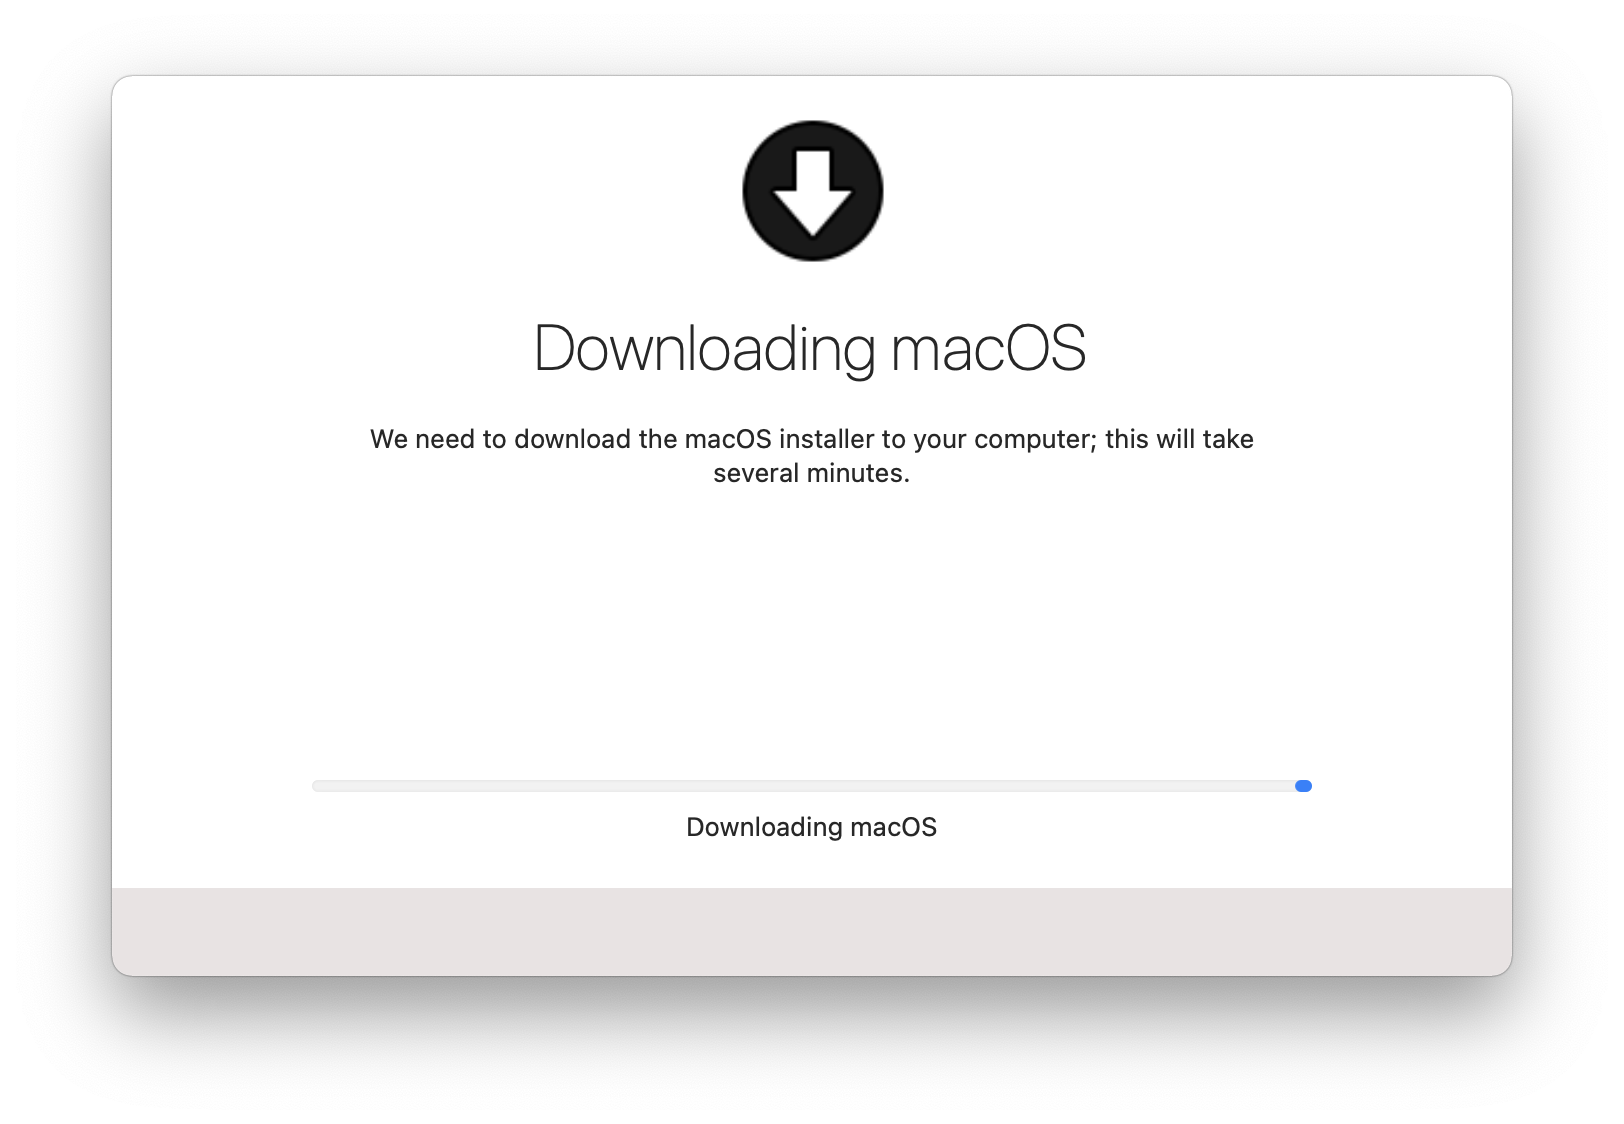 Downloading macOS
We need to download the macOS installer to your computer; this will take
several minutes.
Downloading macOS